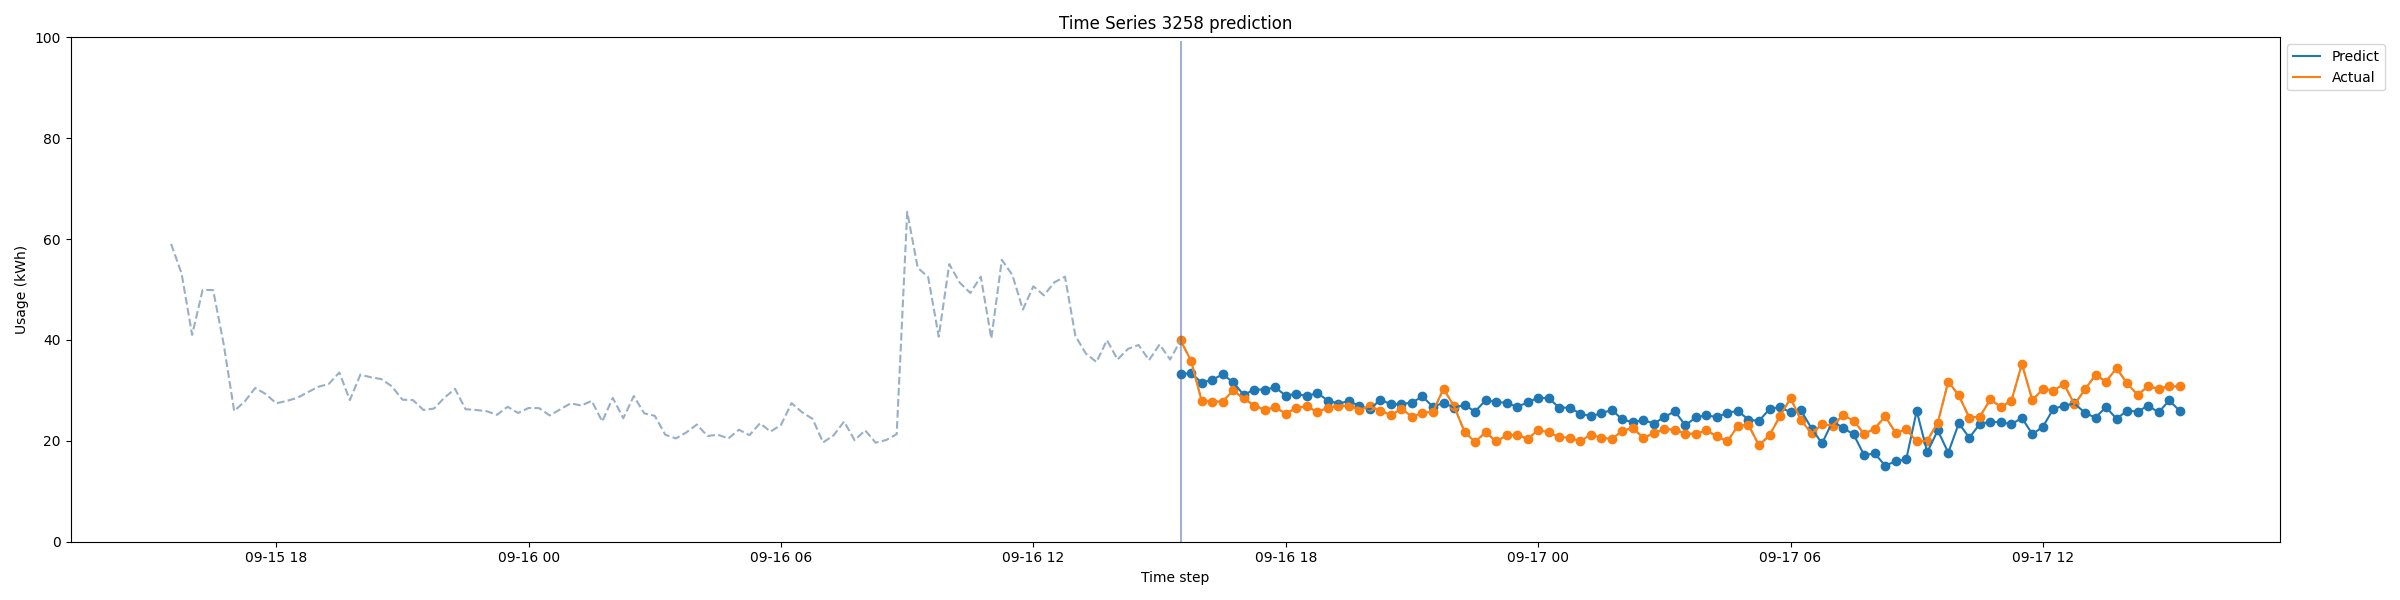 Time Series 3258 prediction
100
80
60
40
20
0
Usage (kWh)
09-15 18
09-16 00
09-16 06
09-16 12
09-16 18
09-17 00
09-17 06
09-17 12
Time step
Predict
Actual